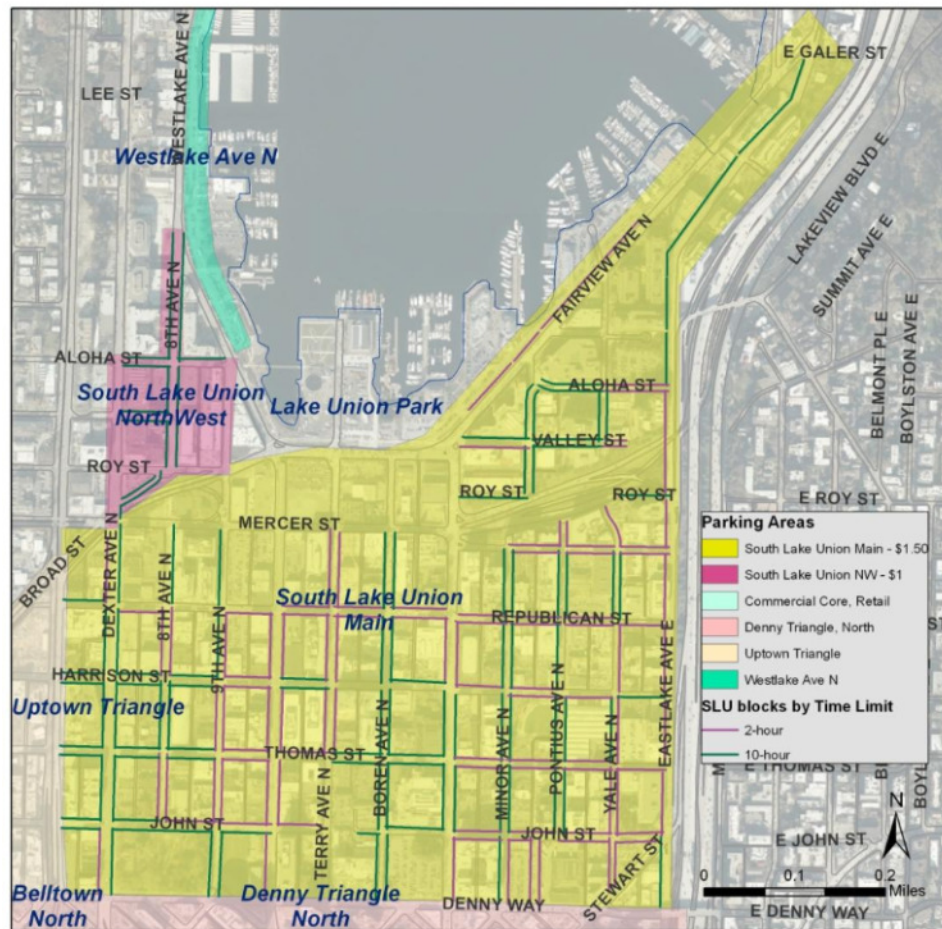 WESTLAKE AVE N
E GALER ST
LEE ST
Westlake Ave N
LAKEVIEW BLVD E
SUMMIT AVE E
FAIRVIEW AVE N
8TH AVE N
BELMONT PL E
BOYLSTON AVE E
ALOHA ST
South Lake Union
NorthWest
Lake Union Park
ALOHA ST
VALLEY ST
ROY ST
ROY ST
ROY ST
E ROY ST
MERCER ST
BROAD ST
DEXTER AVE N
8TH AVE N
9TH AVE N
South Lake Union
Main
REPUBLICAN ST
HARRISON ST
Uptown Triangle
THOMAS ST
TERRY AVE N
BOREN AVE N
MINOR AVE N
PONTIUS AVE N
YALE AVE N
EASTLAKE AVE E
JOHN ST
JOHN ST
STEWART ST
Belltown
North
Denny Triangle
North
DENNY WAY
Parking Areas
South Lake Union Main - $1.50
South Lake Union NW - $1
Commercial Core, Retail
Denny Triangle, North
Uptown Triangle
Westlake Ave N
SLU blocks by Time Limit
2-hour
10-hour
E THOMAS ST
N
E JOHN ST
0 0.1 0.2
Miles
E DENNY WAY